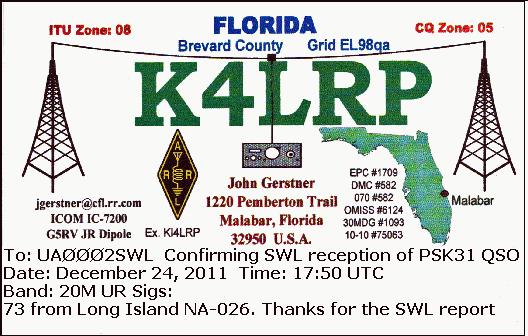 ITU Zone: 08
FLORIDA
CQ Zone: 05
Brevard County Grid EL98qa
K4LRP
A
R R
L
jgerstner@cfl.rr.com
ICOM IC-7200
G5RV JR Dipole
Ex. KI4LRP
John Gerstner
1220 Pemberton Trail
Malabar, Florida
32950 U.S.A.
EPC #1709
DMC #582
070 #582
OMISS #6124
30MDG #1093
10-10 #75063
Malabar
To: UAØØØ2SWL Confirming SWL reception of PSK31 QSO
Date: December 24, 2011 Time: 17:50 UTC
Band: 20M UR Sigs:
73 from Long Island NA-026. Thanks for the SWL report